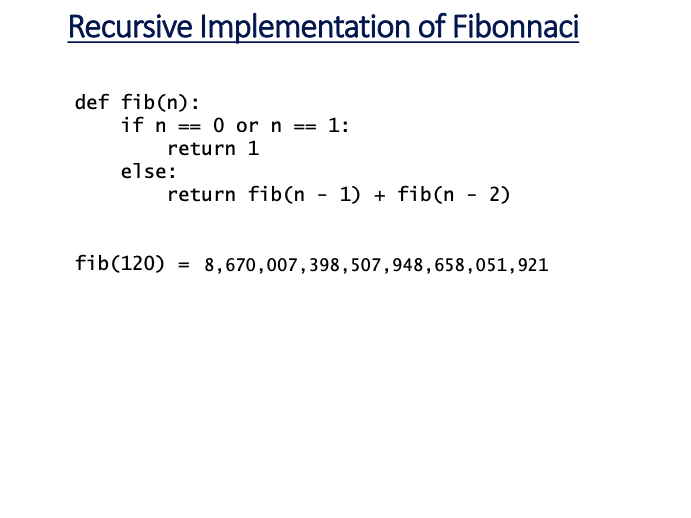 Recursive Implementation of Fibonnaci
def fib(n):
    if n == 0 or n == 1:
        return 1
    else:
        return fib(n - 1) + fib(n - 2)
fib(120) = 8,670,007,398,507,948,658,051,921